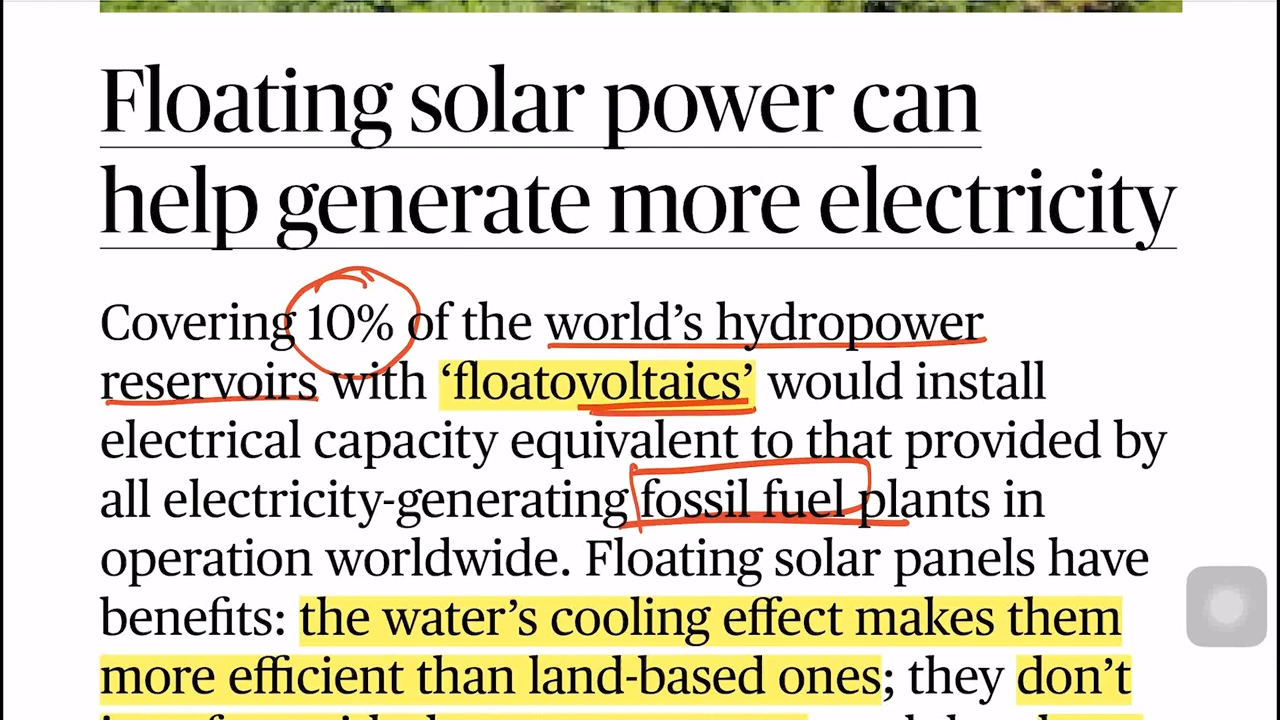 Floating solar power can
help generate more electricity
Covering 10% of the world’s hydropower
reservoirs with ‘floatovoltaics’ would install
electrical capacity equivalent to that provided by
all electricity-generating fossil fuel plants in
operation worldwide. Floating solar panels have
benefits: the water’s cooling effect makes them
more efficient than land-based ones; they don’t